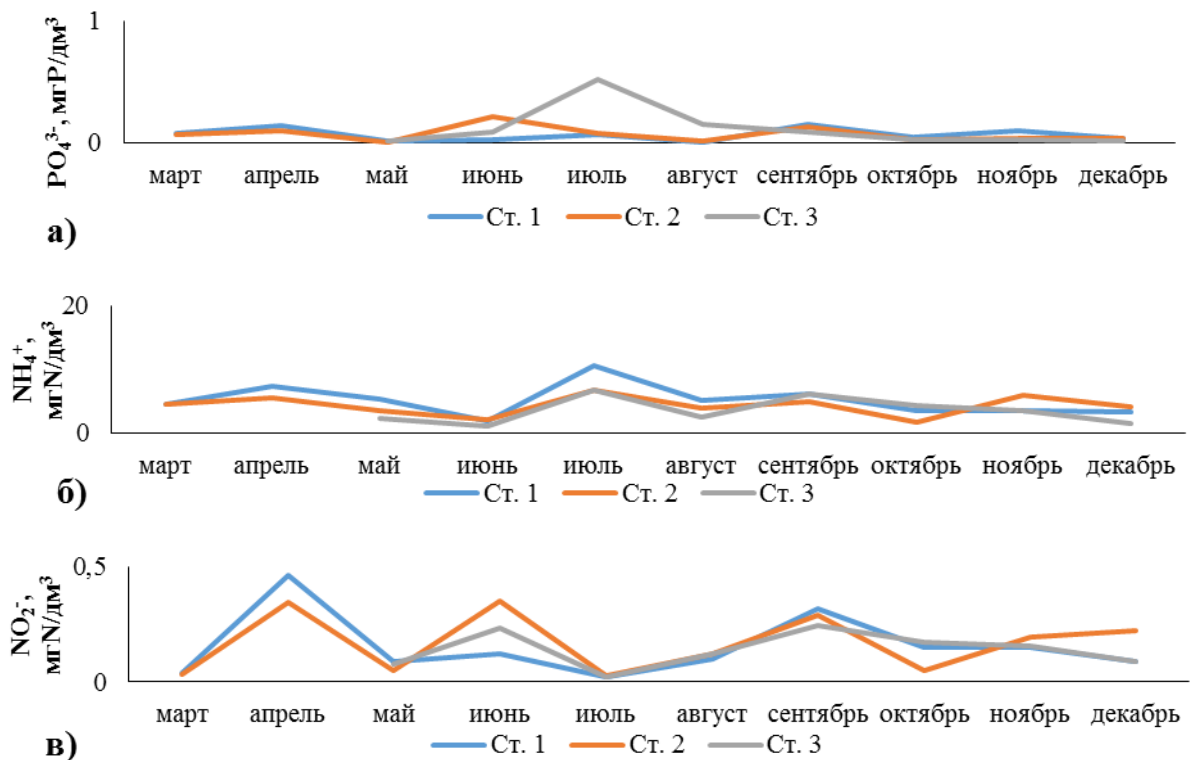 1
PO₄³⁻, мгP/дм³
0
март апрель май июнь июль август сентябрь октябрь ноябрь декабрь
Ст. 1 Ст. 2 Ст. 3
а)
20
NH₄⁺,
мгN/дм³
0
март апрель май июнь июль август сентябрь октябрь ноябрь декабрь
Ст. 1 Ст. 2 Ст. 3
б)
0,5
NO₂⁻,
мгN/дм³
0
март апрель май июнь июль август сентябрь октябрь ноябрь декабрь
Ст. 1 Ст. 2 Ст. 3
в)